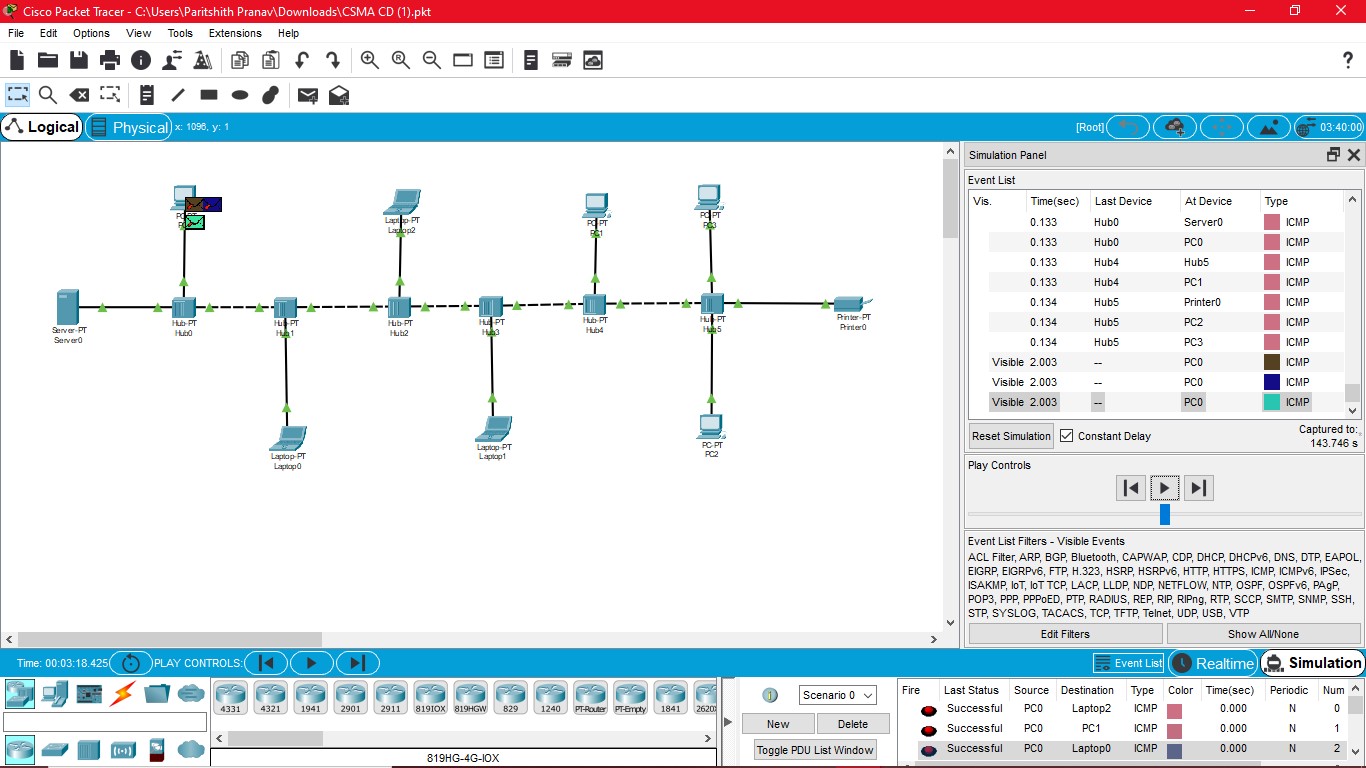 Cisco Packet Tracer - C:\Users\Paritshith Pranav\Downloads\CSMA CD (1).pkt
File Edit Options View Tools Extensions Help
Logical Physical x: 1096, y: 1 [Root] 03:40:00
Simulation Panel
Event List
Vis. Time(sec) Last Device At Device Type
0.133 Hub0 Server0 ICMP
0.133 Hub0 PC0 ICMP
0.133 Hub4 Hub5 ICMP
0.133 Hub4 PC1 ICMP
0.134 Hub5 Printer0 ICMP
0.134 Hub5 PC2 ICMP
0.134 Hub5 PC3 ICMP
Visible 2.003 -- PC0 ICMP
Visible 2.003 -- PC0 ICMP
Visible 2.003 -- PC0 ICMP
Reset Simulation Constant Delay Captured to:
143.746 s
Play Controls
Event List Filters - Visible Events
ACL Filter, ARP, BGP, Bluetooth, CAPWAP, CDP, DHCP, DHCPv6, DNS, DTP, EAPOL,
EIGRP, EIGRPv6, FTP, H.323, HSRP, HSRPv6, HTTP, HTTPS, ICMP, ICMPv6, IPSec,
ISAKMP, IoT, IoT TCP, LACP, LLDP, NDP, NETFLOW, NTP, OSPF, OSPFv6, PAgP,
POP3, PPP, PPPoED, PTP, RADIUS, REP, RIP, RIPng, RTP, SCCP, SMTP, SNMP, SSH,
STP, SYSLOG, TACACS, TCP, TFTP, Telnet, UDP, USB, VTP
Edit Filters Show All/None
Laptop-PT
Laptop2
PC-PT
PC1
PC-PT
PC3
Server-PT
Server0
Hub-PT
Hub0
Hub-PT
Hub1
Hub-PT
Hub2
Hub-PT
Hub3
Hub-PT
Hub4
Hub-PT
Hub5
Printer-PT
Printer0
Laptop-PT
Laptop0
Laptop-PT
Laptop1
PC-PT
PC2
Time: 00:03:18.425 PLAY CONTROLS: Event List Realtime Simulation
4331 4321 1941 2901 2911 819IOX 819HGW 829 1240 PT-Router PT-Empty 1841 2620X
819HG-4G-IOX
Scenario 0
New Delete
Toggle PDU List Window
Fire Last Status Source Destination Type Color Time(sec) Periodic Num
Successful PC0 Laptop2 ICMP 0.000 N 0
Successful PC0 PC1 ICMP 0.000 N 1
Successful PC0 Laptop0 ICMP 0.000 N 2